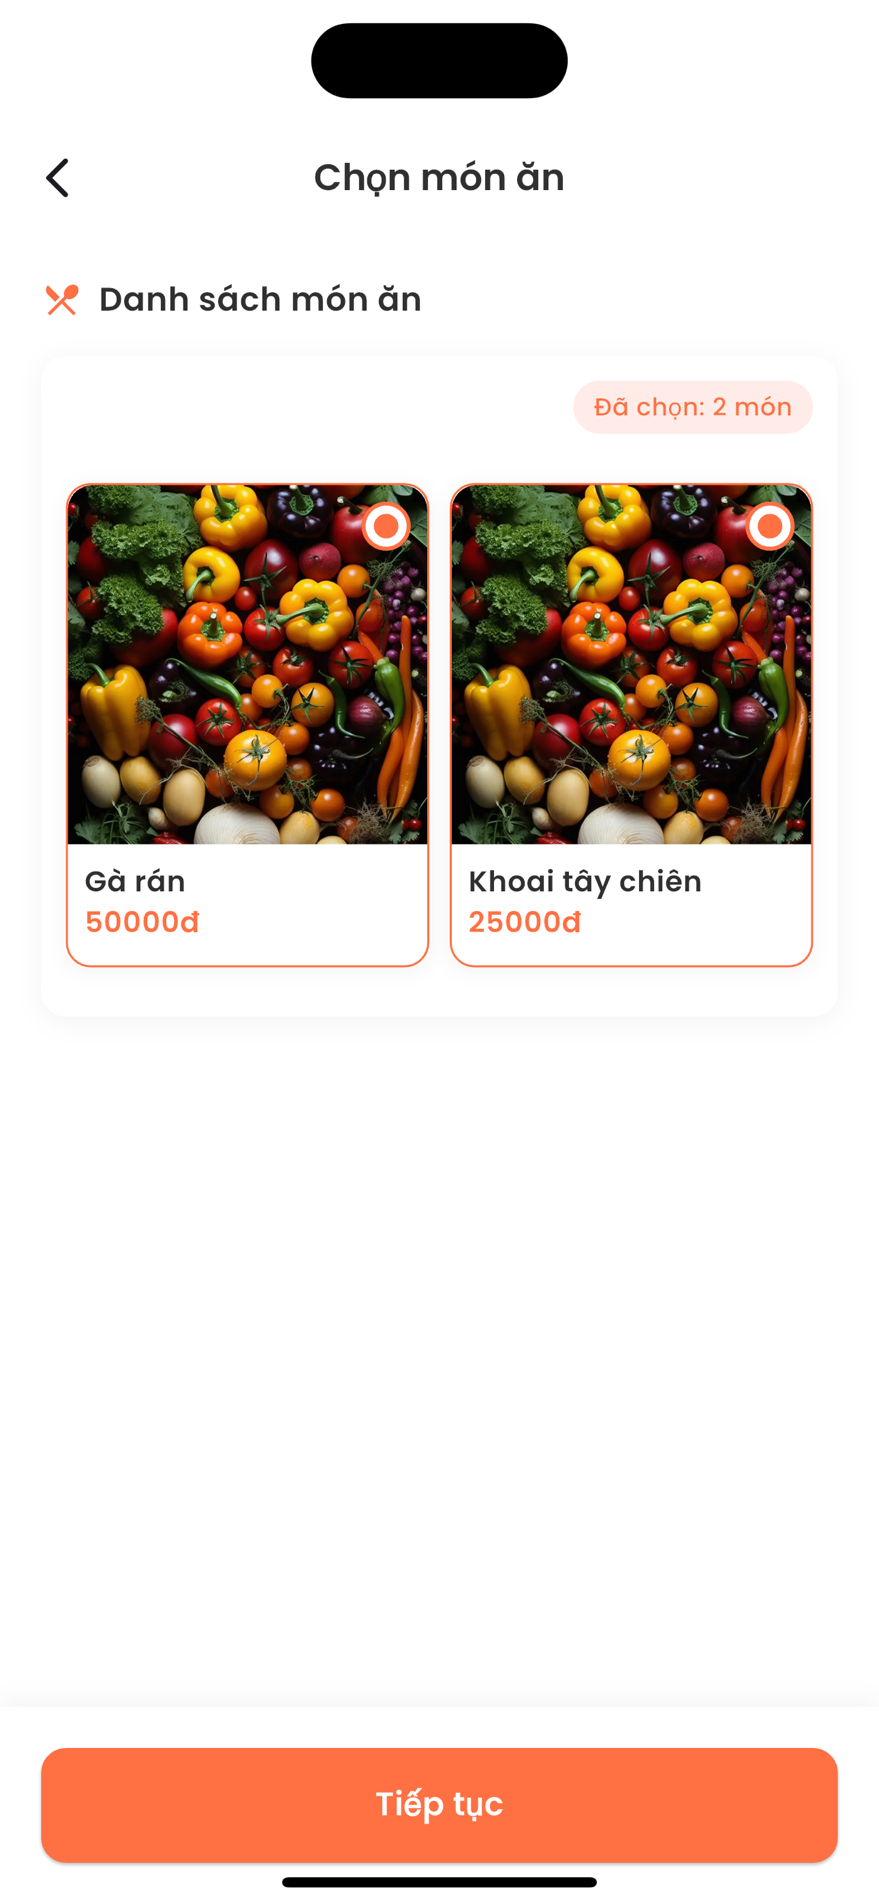 Chọn món ăn
Danh sách món ăn
Đã chọn: 2 món
Gà rán
50000đ
Khoai tây chiên
25000đ
Tiếp tục